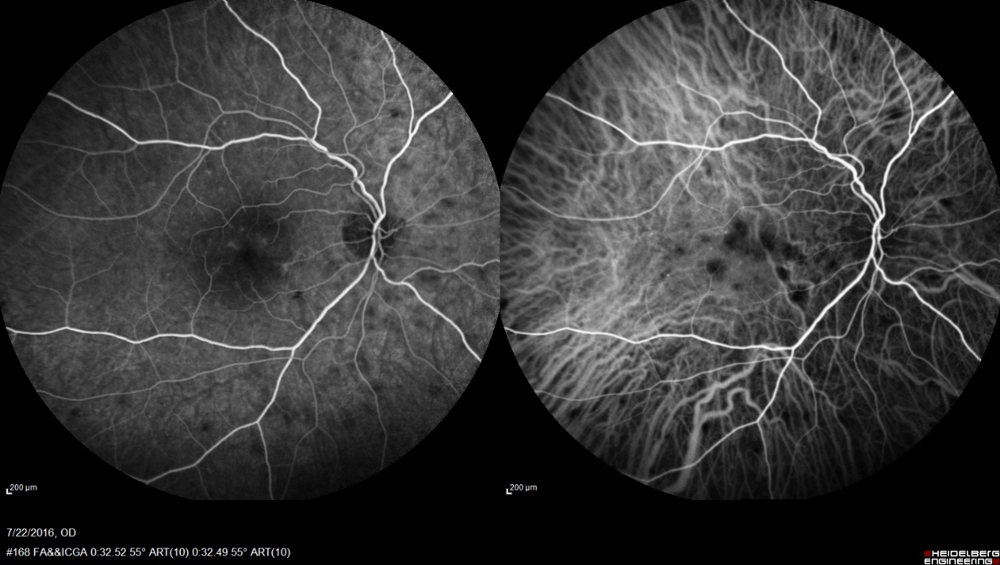 200 µm
200 µm
7/22/2016, OD
#168 FA&&ICGA 0:32.52 55° ART(10) 0:32.49 55° ART(10)
HEIDELBERG
ENGINEERING